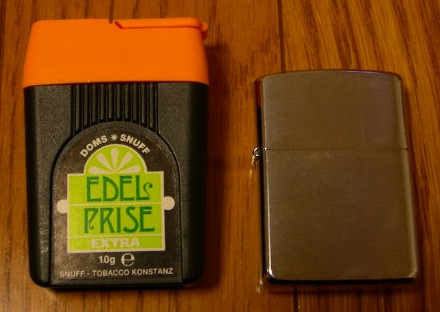 DOMS * SNUFF
EDEL
PRISE
EXTRA
10g e
SNUFF - TOBACCO KONSTANZ